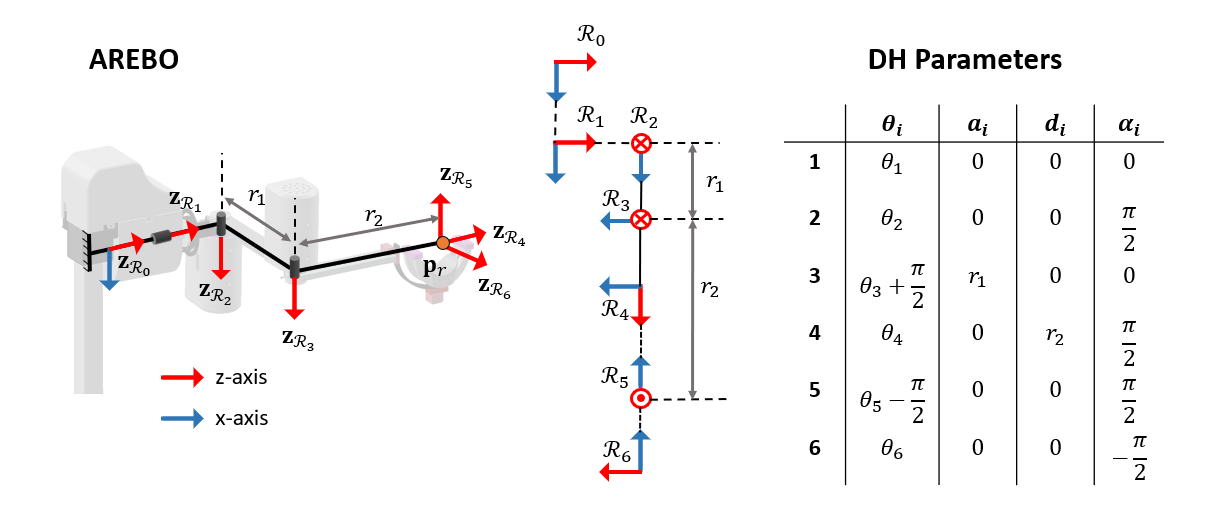 AREBO
r₁
r₂
z_ℛ₀
z_ℛ₁
z_ℛ₂
z_ℛ₃
z_ℛ₅
z_ℛ₄
z_ℛ₆
p_r
z-axis
x-axis
ℛ₀
ℛ₁
ℛ₂
r₁
ℛ₃
r₂
ℛ₄
ℛ₅
ℛ₆
DH Parameters
θᵢ aᵢ dᵢ αᵢ
1 θ₁ 0 0 0
2 θ₂ 0 0 π/2
3 θ₃ + π/2 r₁ 0 0
4 θ₄ 0 r₂ π/2
5 θ₅ − π/2 0 0 π/2
6 θ₆ 0 0 −π/2